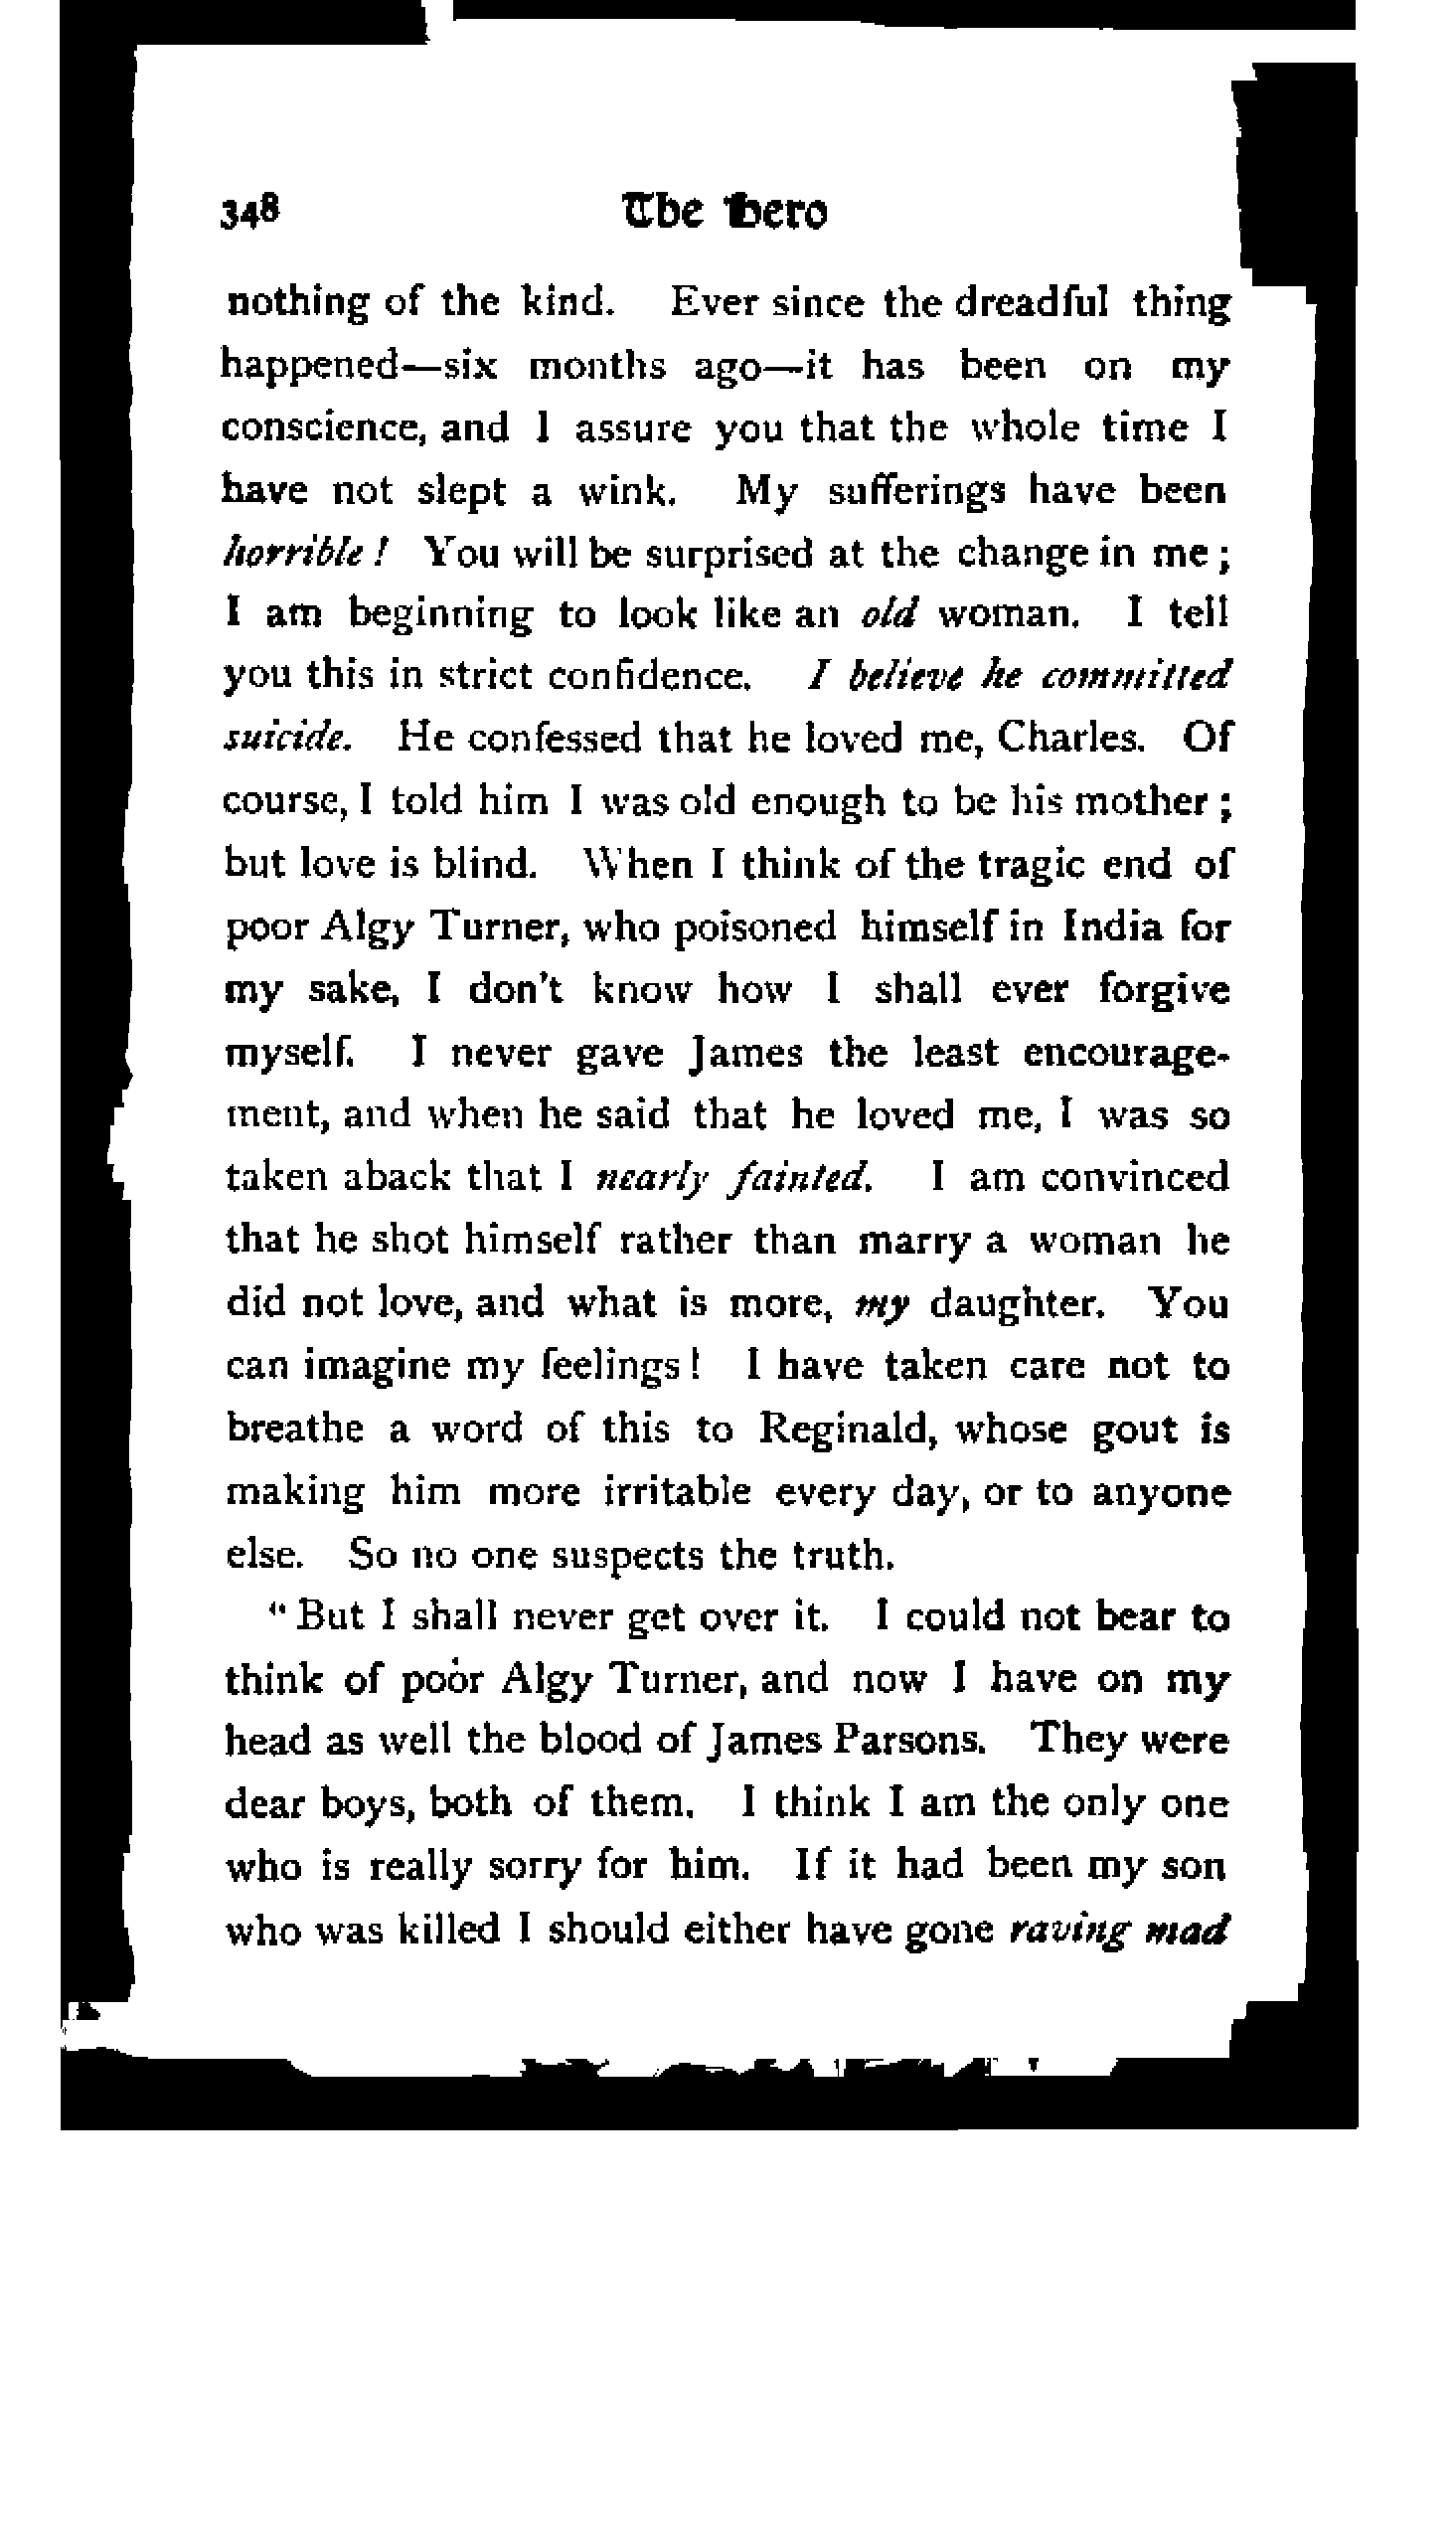 348 The Hero
nothing of the kind. Ever since the dreadful thing
happened—six months ago—it has been on my
conscience, and I assure you that the whole time I
have not slept a wink. My sufferings have been
horrible! You will be surprised at the change in me;
I am beginning to look like an old woman. I tell
you this in strict confidence. I believe he committed
suicide. He confessed that he loved me, Charles. Of
course, I told him I was old enough to be his mother;
but love is blind. When I think of the tragic end of
poor Algy Turner, who poisoned himself in India for
my sake, I don't know how I shall ever forgive
myself. I never gave James the least encourage-
ment, and when he said that he loved me, I was so
taken aback that I nearly fainted. I am convinced
that he shot himself rather than marry a woman he
did not love, and what is more, my daughter. You
can imagine my feelings! I have taken care not to
breathe a word of this to Reginald, whose gout is
making him more irritable every day, or to anyone
else. So no one suspects the truth.
"But I shall never get over it. I could not bear to
think of poor Algy Turner, and now I have on my
head as well the blood of James Parsons. They were
dear boys, both of them. I think I am the only one
who is really sorry for him. If it had been my son
who was killed I should either have gone raving mad